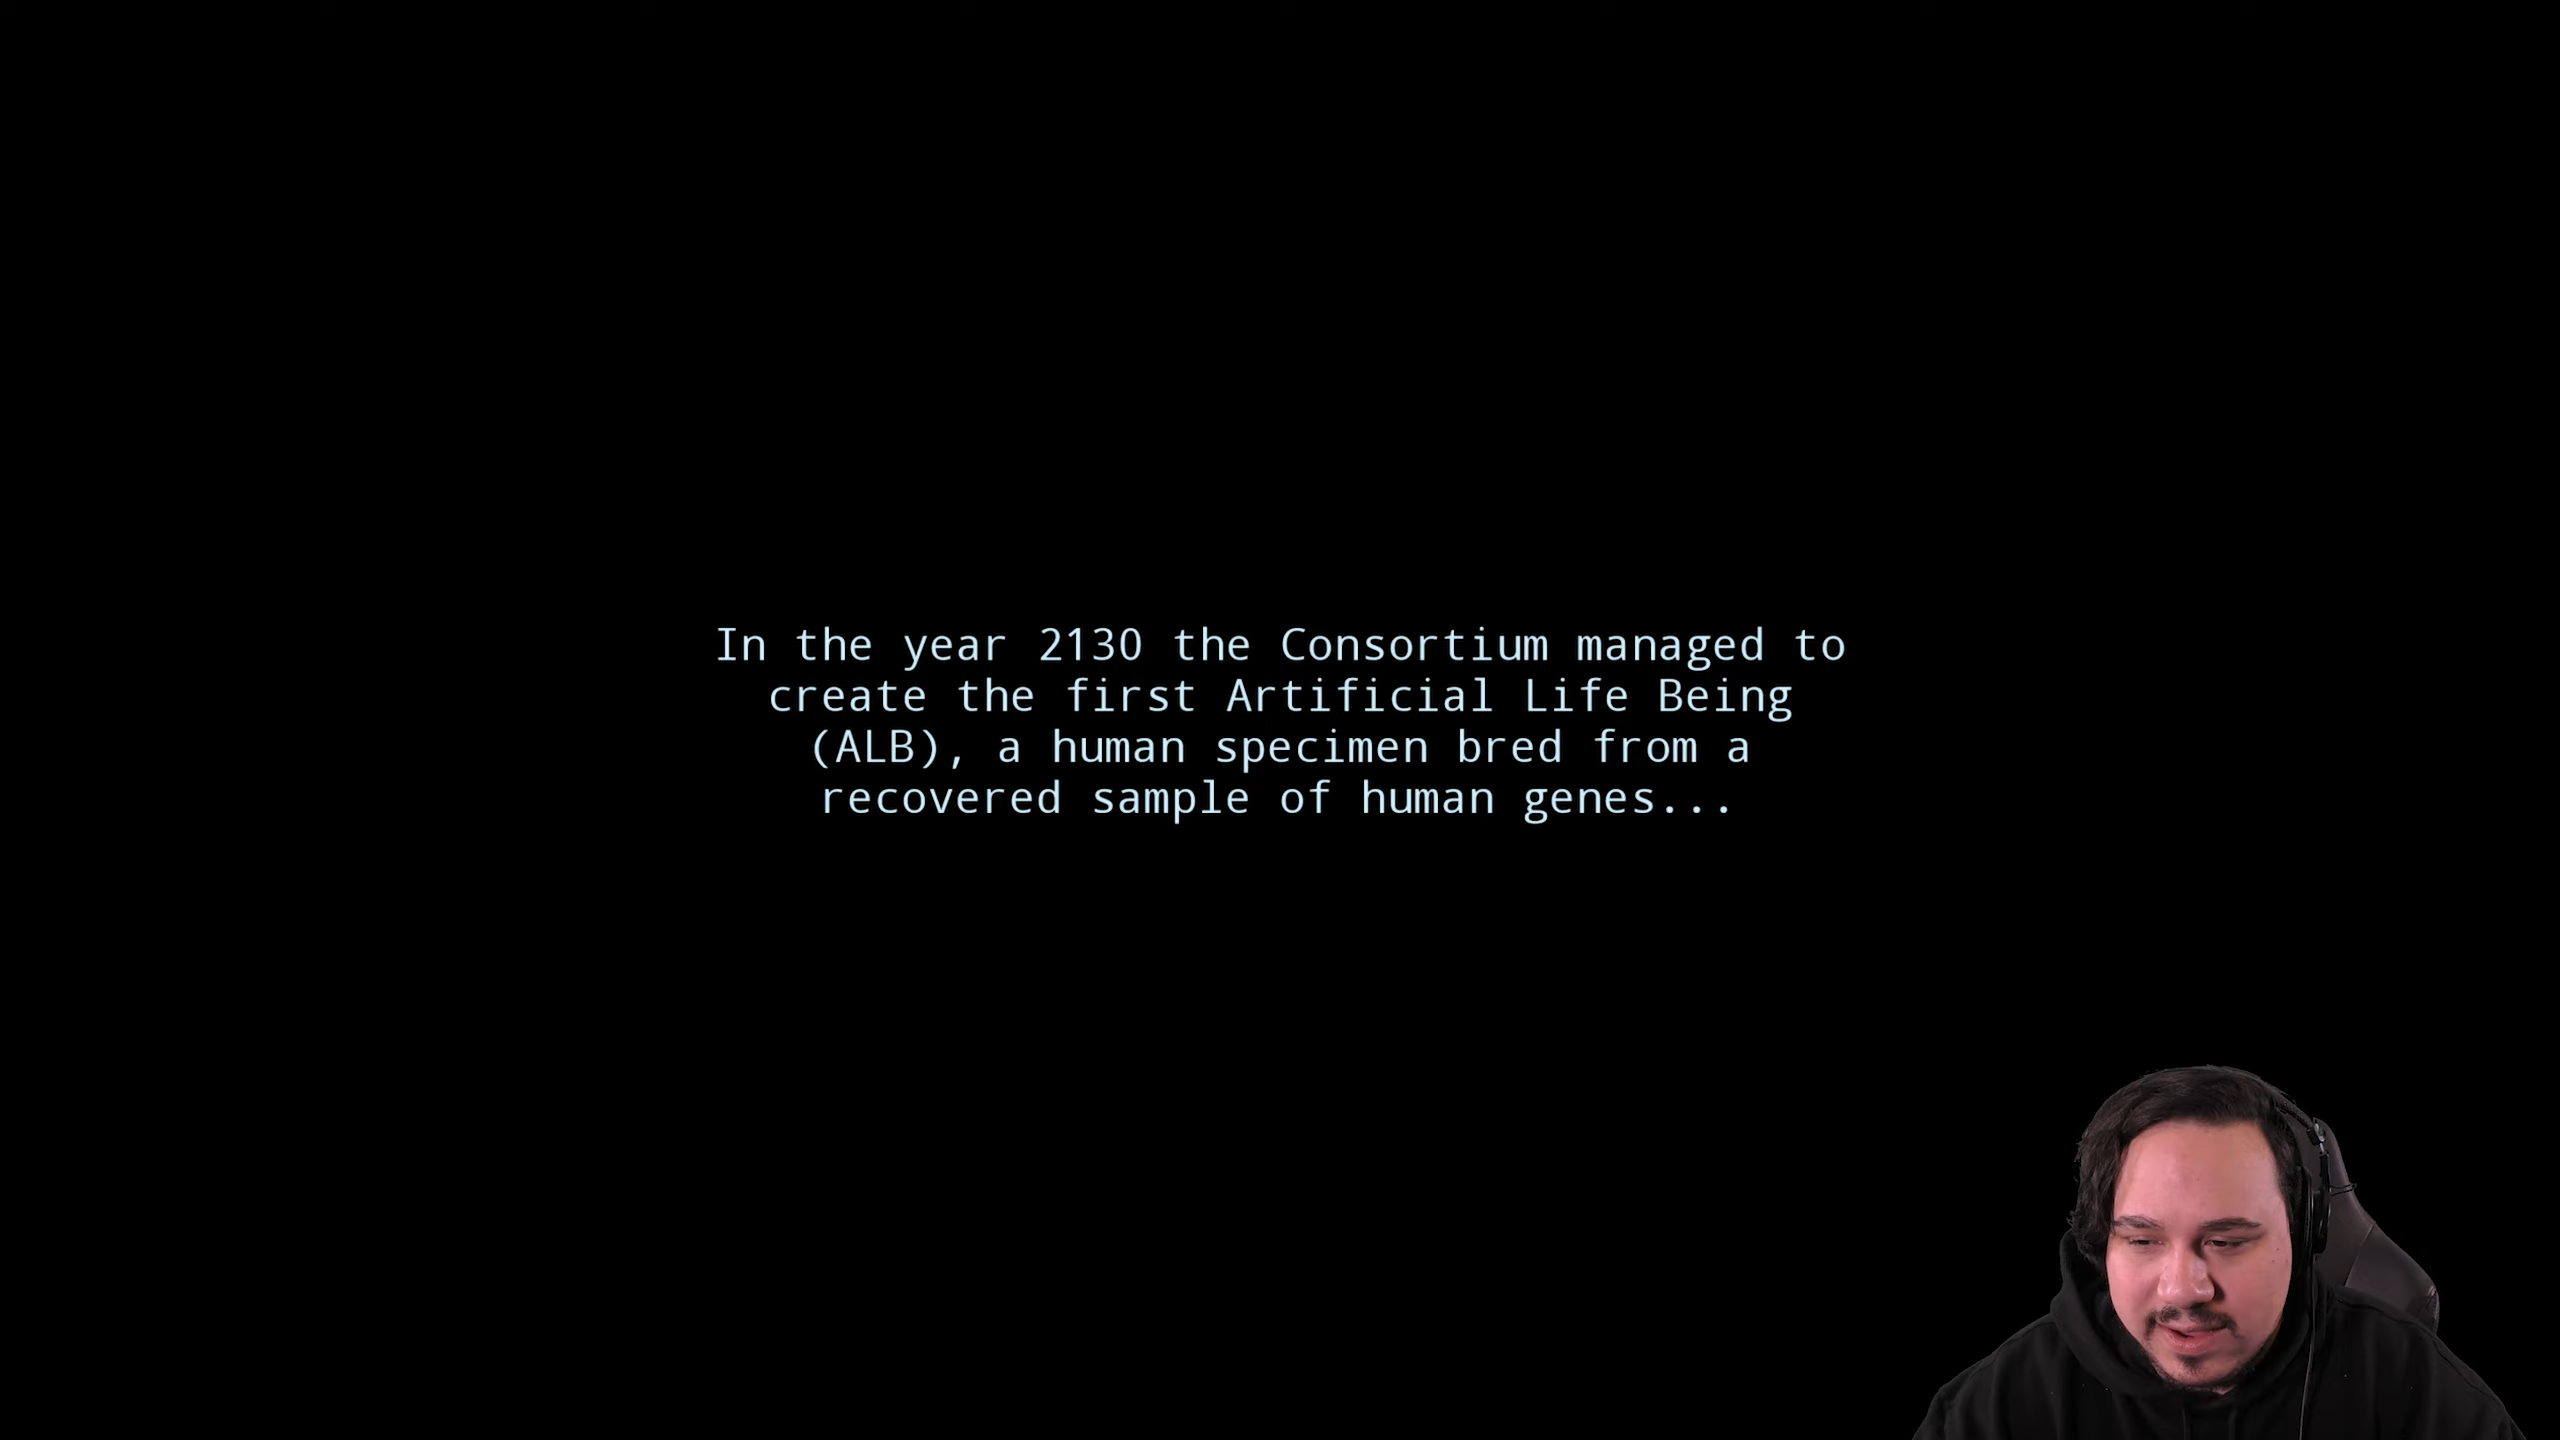 In the year 2130 the Consortium managed to
create the first Artificial Life Being
(ALB), a human specimen bred from a
recovered sample of human genes...